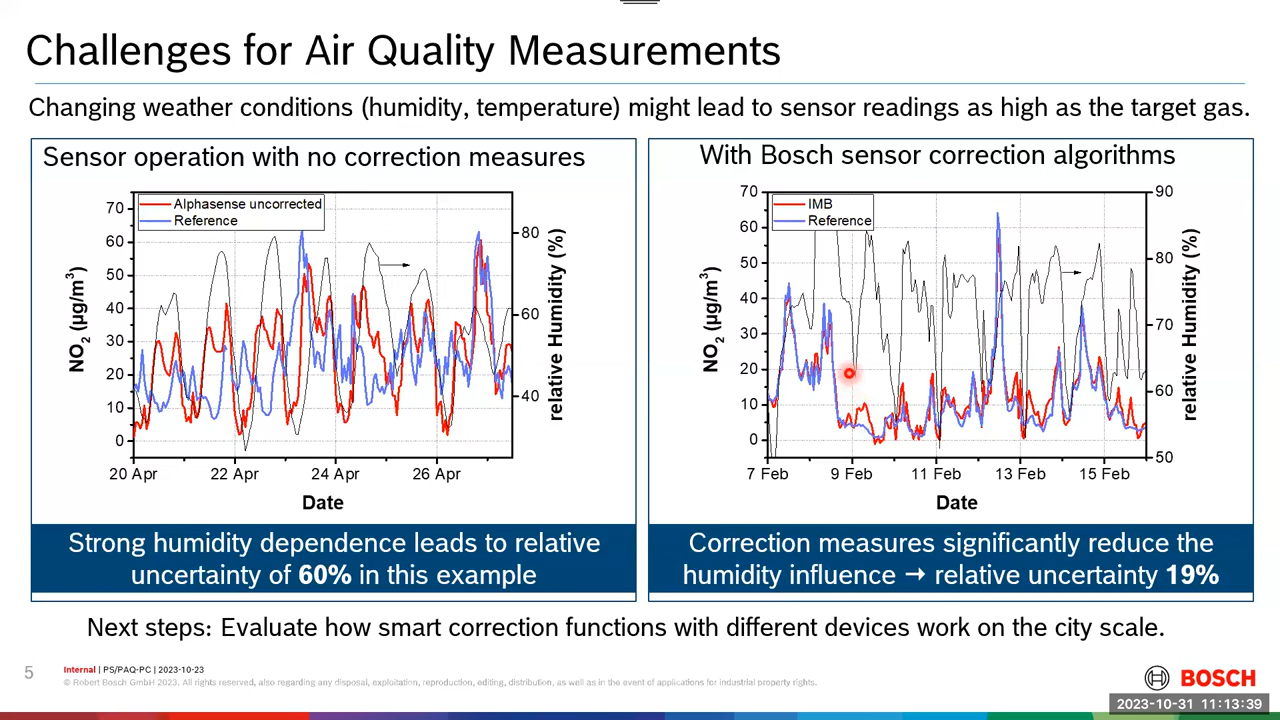 Challenges for Air Quality Measurements
Changing weather conditions (humidity, temperature) might lead to sensor readings as high as the target gas.
Sensor operation with no correction measures
Alphasense uncorrected
Reference
70
60
50
40
30
20
10
0
NO2 (µg/m³)
80
60
40
relative Humidity (%)
20 Apr 22 Apr 24 Apr 26 Apr
Date
Strong humidity dependence leads to relative
uncertainty of 60% in this example
With Bosch sensor correction algorithms
IMB
Reference
70
60
50
40
30
20
10
0
NO2 (µg/m³)
90
80
70
60
50
relative Humidity (%)
7 Feb 9 Feb 11 Feb 13 Feb 15 Feb
Date
Correction measures significantly reduce the
humidity influence → relative uncertainty 19%
Next steps: Evaluate how smart correction functions with different devices work on the city scale.
5
Internal | PS/PAQ-PC | 2023-10-23
© Robert Bosch GmbH 2023. All rights reserved, also regarding any disposal, exploitation, reproduction, editing, distribution, as well as in the event of applications for industrial property rights.
BOSCH
2023-10-31 11:13:39